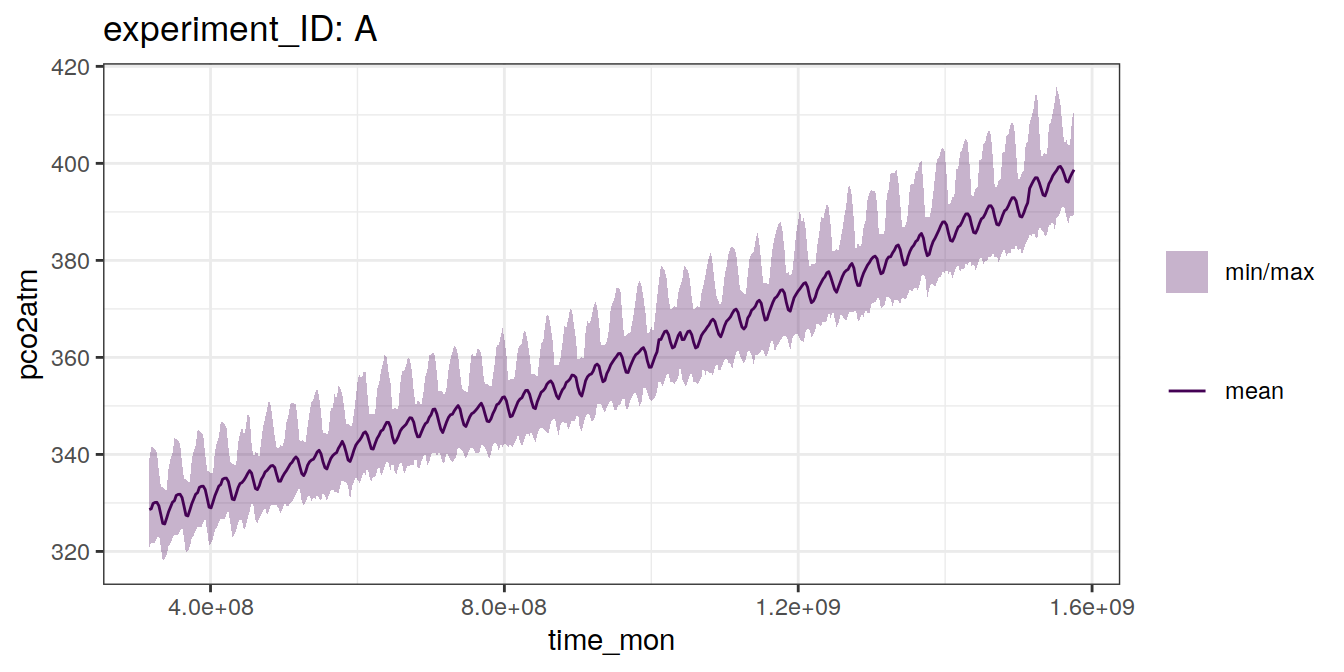 experiment_ID: A
420
400
380
360
340
320
pco2atm
4.0e+08 8.0e+08 1.2e+09 1.6e+09
time_mon
min/max
mean